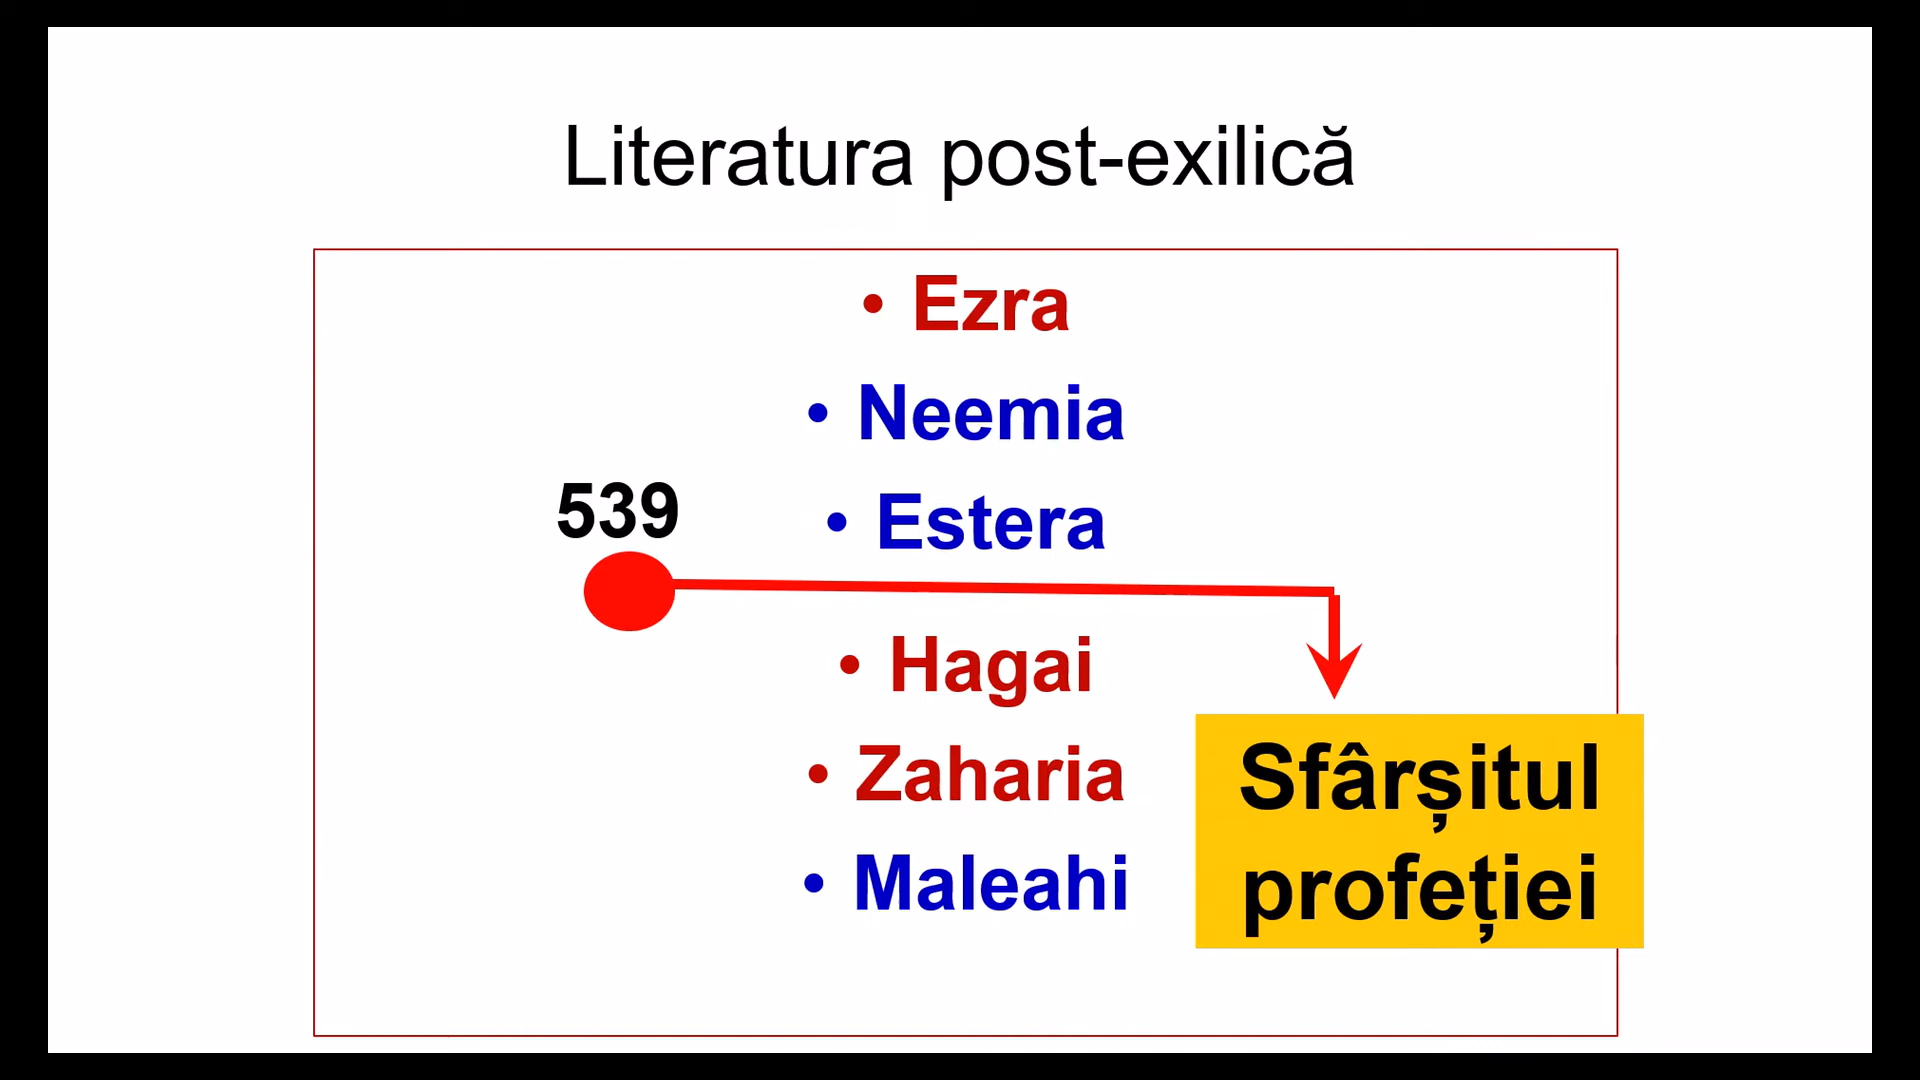 Literatura post-exilică
• Ezra
• Neemia
539
• Estera
• Hagai
• Zaharia
• Maleahi
Sfârșitul
profeției